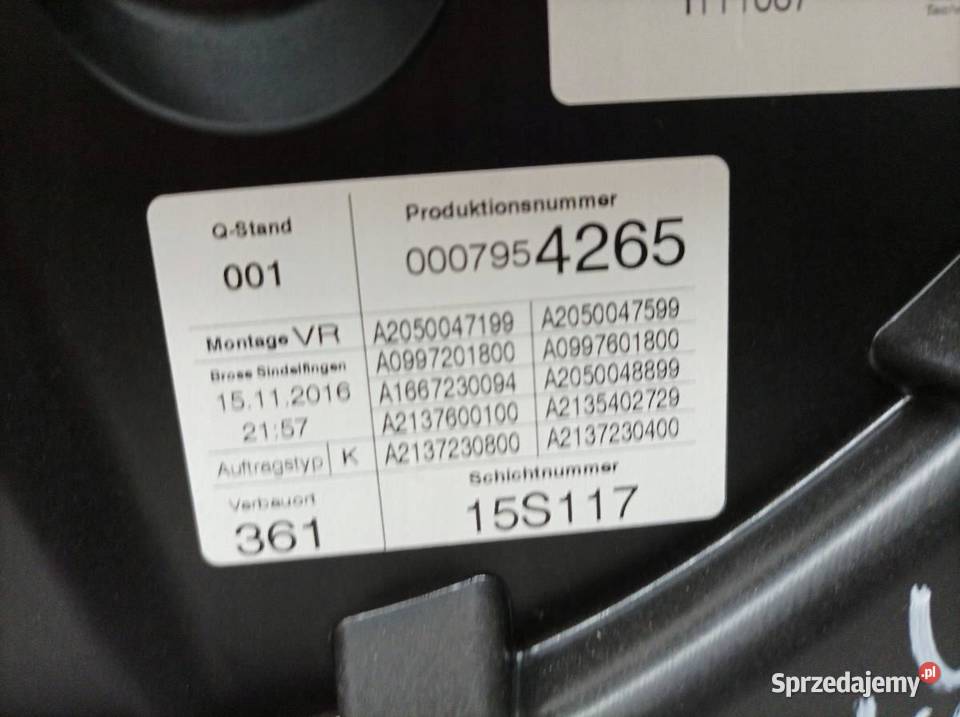 Q-Stand
001
Produktionsnummer
0007954265
Montage VR
Brose Sindelfingen
15.11.2016
21:57
Auftragstyp K
Verbauort
361
A2050047199 A2050047599
A0997201800 A0997601800
A1667230094 A2050048899
A2137600100 A2135402729
A2137230800 A2137230400
Schichtnummer
15S117
Sprzedajemy.pl